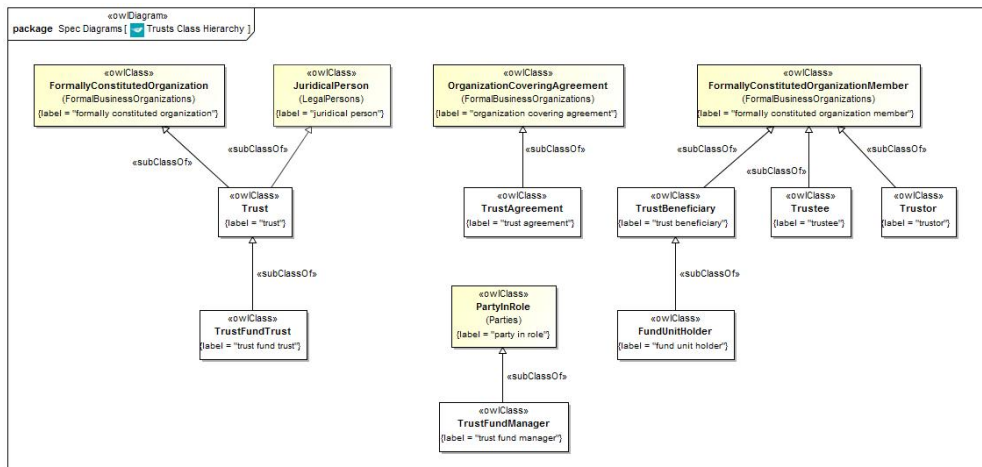 «owlDiagram»
package Spec Diagrams [ Trusts Class Hierarchy ]
«owlClass»
FormallyConstitutedOrganization
(FormalBusinessOrganizations)
{label = "formally constituted organization"}
«owlClass»
JuridicalPerson
(LegalPersons)
{label = "juridical person"}
«owlClass»
OrganizationCoveringAgreement
(FormalBusinessOrganizations)
{label = "organization covering agreement"}
«owlClass»
FormallyConstitutedOrganizationMember
(FormalBusinessOrganizations)
{label = "formally constituted organization member"}
«subClassOf»
«subClassOf»
«subClassOf»
«subClassOf»
«subClassOf»
«subClassOf»
«owlClass»
Trust
{label = "trust"}
«owlClass»
TrustAgreement
{label = "trust agreement"}
«owlClass»
TrustBeneficiary
{label = "trust beneficiary"}
«owlClass»
Trustee
{label = "trustee"}
«owlClass»
Trustor
{label = "trustor"}
«subClassOf»
«subClassOf»
«owlClass»
TrustFundTrust
{label = "trust fund trust"}
«owlClass»
PartyInRole
(Parties)
{label = "party in role"}
«owlClass»
FundUnitHolder
{label = "fund unit holder"}
«subClassOf»
«owlClass»
TrustFundManager
{label = "trust fund manager"}